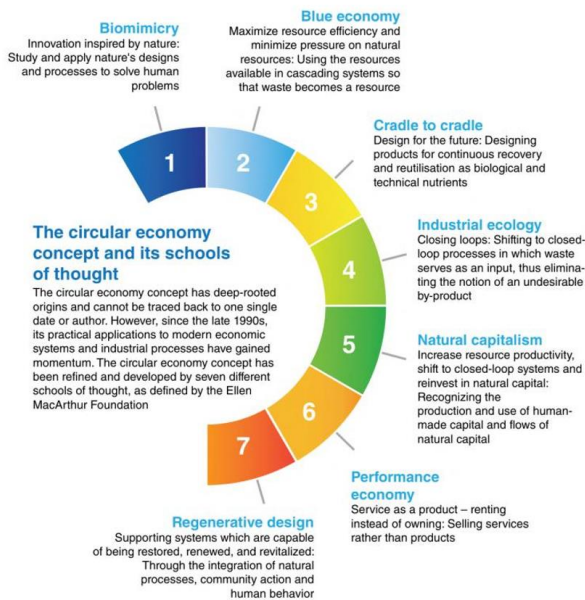 Biomimicry
Innovation inspired by nature:
Study and apply nature's designs
and processes to solve human
problems
Blue economy
Maximize resource efficiency and
minimize pressure on natural
resources: Using the resources
available in cascading systems so
that waste becomes a resource
Cradle to cradle
Design for the future: Designing
products for continuous recovery
and reutilisation as biological and
technical nutrients
Industrial ecology
Closing loops: Shifting to closed-
loop processes in which waste
serves as an input, thus elimina-
ting the notion of an undesirable
by-product
Natural capitalism
Increase resource productivity,
shift to closed-loop systems and
reinvest in natural capital:
Recognizing the
production and use of human-
made capital and flows of
natural capital
Performance
economy
Service as a product – renting
instead of owning: Selling services
rather than products
Regenerative design
Supporting systems which are capable
of being restored, renewed, and revitalized:
Through the integration of natural
processes, community action and
human behavior
1
2
3
4
5
6
7
The circular economy
concept and its schools
of thought
The circular economy concept has deep-rooted
origins and cannot be traced back to one single
date or author. However, since the late 1990s,
its practical applications to modern economic
systems and industrial processes have gained
momentum. The circular economy concept has
been refined and developed by seven different
schools of thought, as defined by the Ellen
MacArthur Foundation